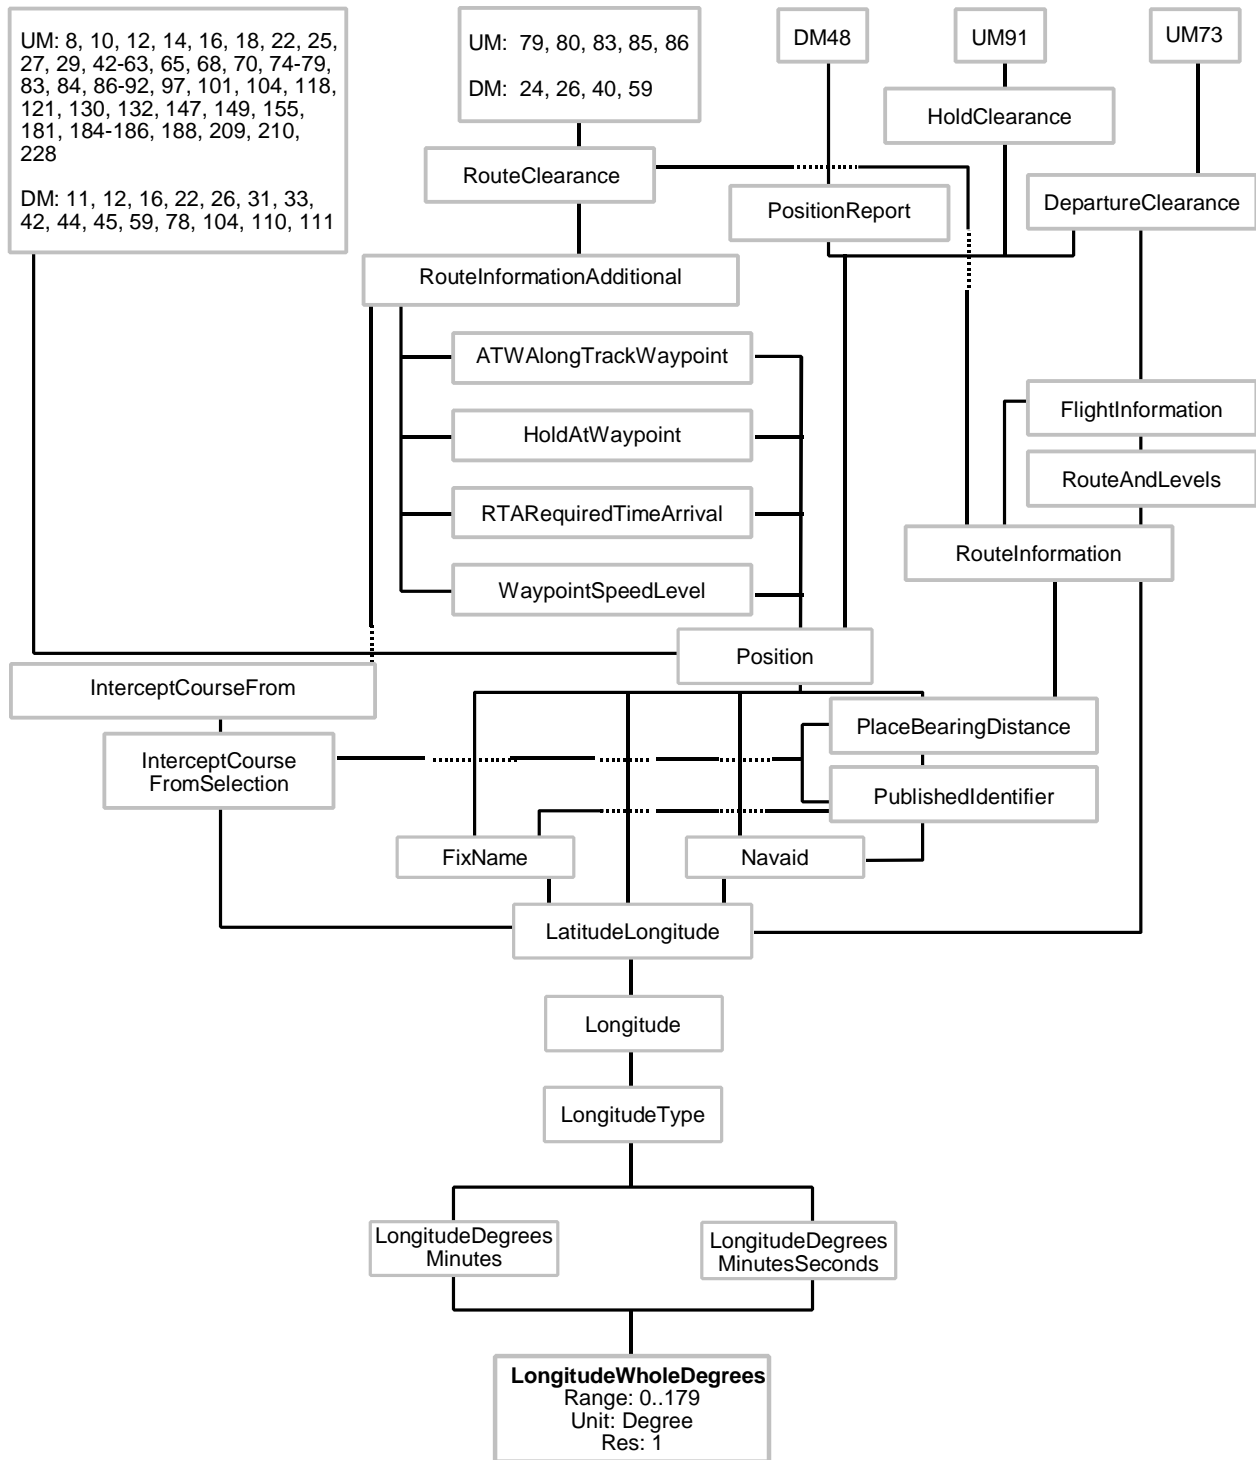 UM: 8, 10, 12, 14, 16, 18, 22, 25,
27, 29, 42-63, 65, 68, 70, 74-79,
83, 84, 86-92, 97, 101, 104, 118,
121, 130, 132, 147, 149, 155,
181, 184-186, 188, 209, 210,
228
DM: 11, 12, 16, 22, 26, 31, 33,
42, 44, 45, 59, 78, 104, 110, 111
UM: 79, 80, 83, 85, 86
DM: 24, 26, 40, 59
DM48
UM91
UM73
HoldClearance
RouteClearance
PositionReport
DepartureClearance
RouteInformationAdditional
ATWAlongTrackWaypoint
HoldAtWaypoint
RTARequiredTimeArrival
WaypointSpeedLevel
FlightInformation
RouteAndLevels
RouteInformation
Position
InterceptCourseFrom
InterceptCourse
FromSelection
PlaceBearingDistance
PublishedIdentifier
FixName
Navaid
LatitudeLongitude
Longitude
LongitudeType
LongitudeDegrees
Minutes
LongitudeDegrees
MinutesSeconds
LongitudeWholeDegrees
Range: 0..179
Unit: Degree
Res: 1